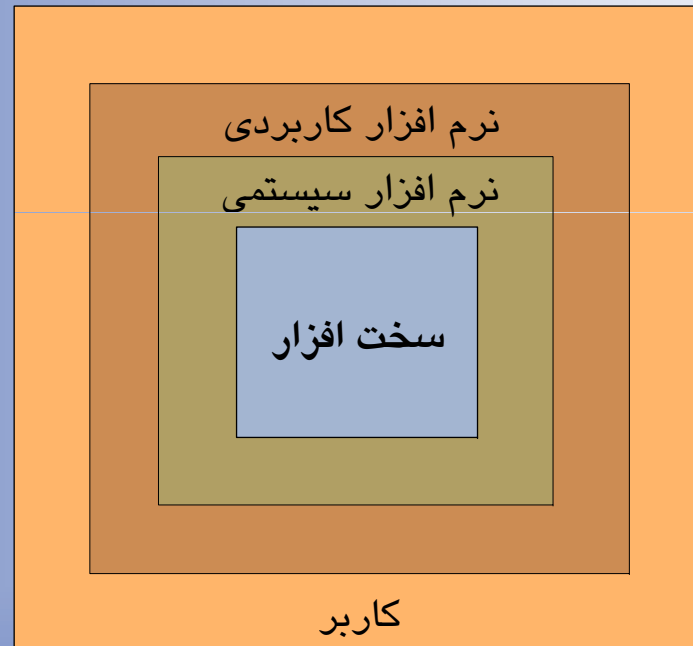 نرم افزار کاربردی
نرم افزار سیستمی
سخت افزار
کاربر